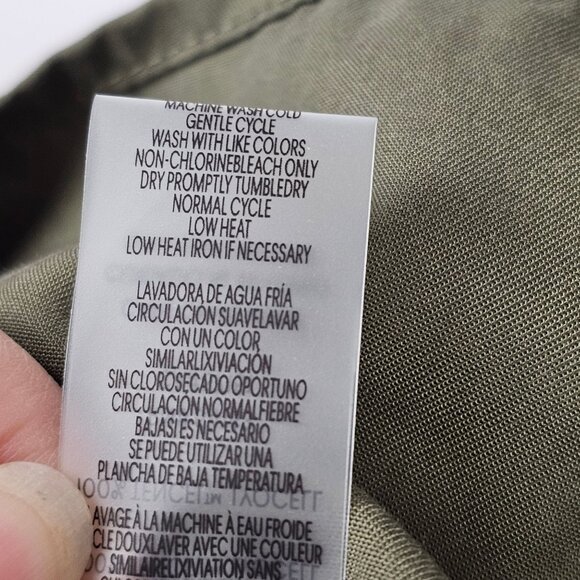 MACHINE WASH COLD
GENTLE CYCLE
WASH WITH LIKE COLORS
NON-CHLORINEBLEACH ONLY
DRY PROMPTLY TUMBLEDRY
NORMAL CYCLE
LOW HEAT
LOW HEAT IRON IF NECESSARY
LAVADORA DE AGUA FRÍA
CIRCULACIÓN SUAVELAVAR
CON UN COLOR
SIMILARLIXIVIACIÓN
SIN CLOROSECADO OPORTUNO
CIRCULACIÓN NORMALFIEBRE
BAJASI ES NECESARIO
SE PUEDE UTILIZAR UNA
PLANCHA DE BAJA TEMPERATURA
100% TENCEL™ LYOCELL
AVAGE À LA MACHINE À EAU FROIDE
CLE DOUXLAVER AVEC UNE COULEUR
SIMILAIRELIXIVIATION SANS